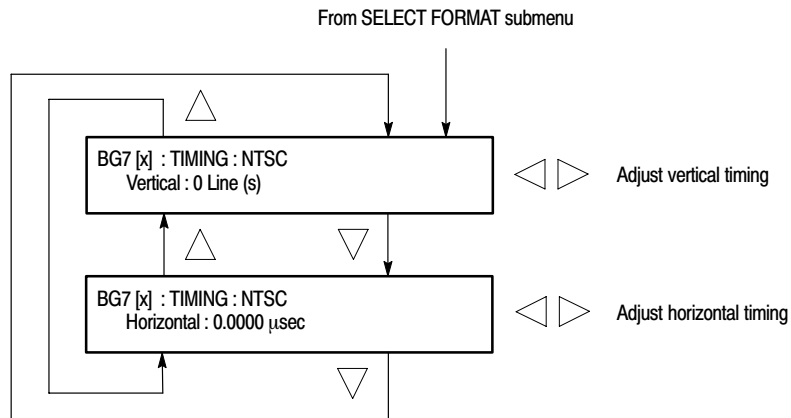 From SELECT FORMAT submenu
BG7 [x] : TIMING : NTSC
Vertical : 0 Line (s)
Adjust vertical timing
BG7 [x] : TIMING : NTSC
Horizontal : 0.0000 µsec
Adjust horizontal timing